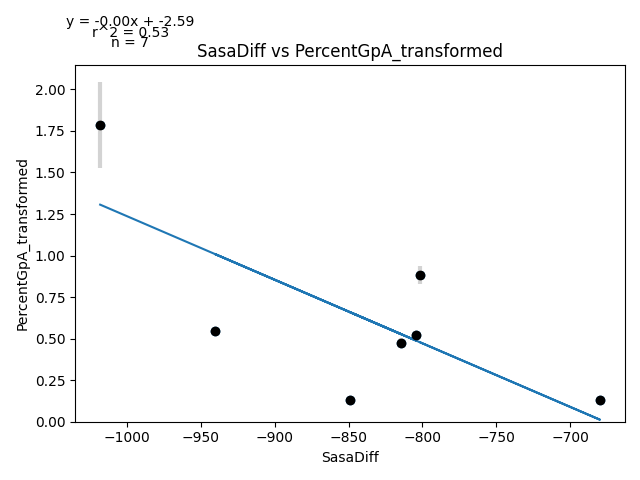 y = -0.00x + -2.59
r^2 = 0.53
n = 7
SasaDiff vs PercentGpA_transformed
PercentGpA_transformed
2.00
1.75
1.50
1.25
1.00
0.75
0.50
0.25
0.00
−1000 −950 −900 −850 −800 −750 −700
SasaDiff